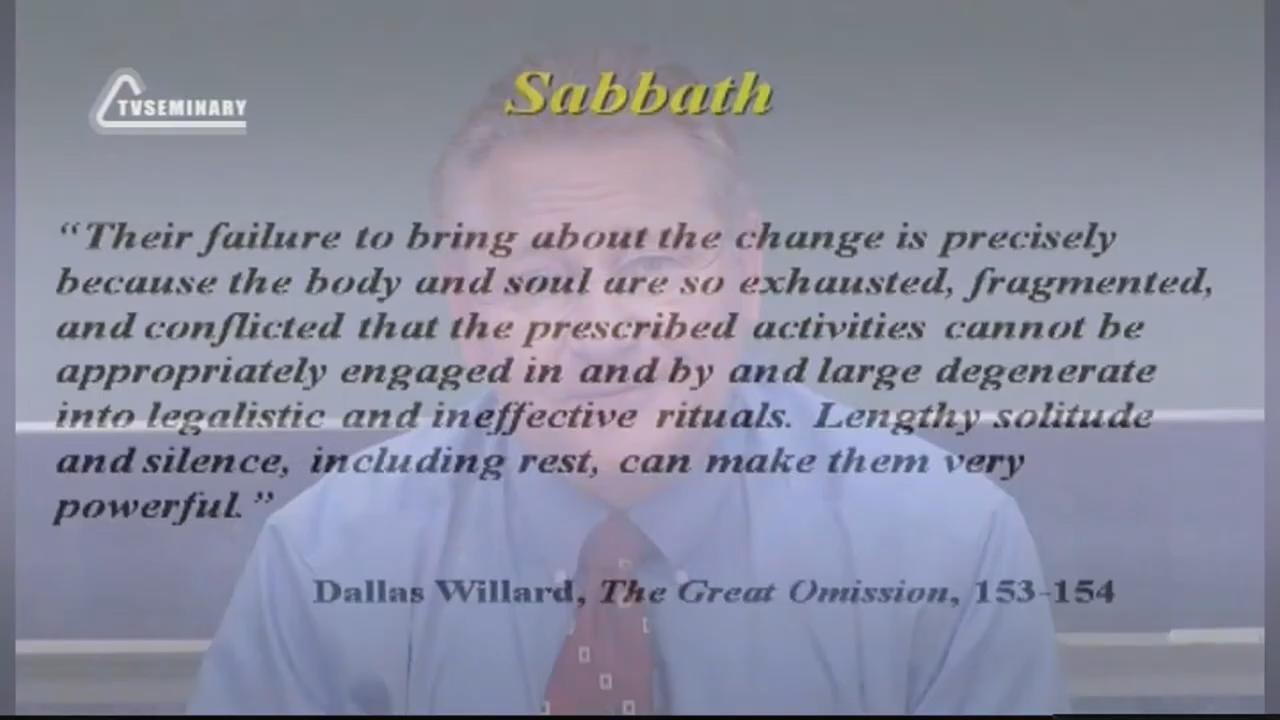 TVSEMINARY
Sabbath
“Their failure to bring about the change is precisely
because the body and soul are so exhausted, fragmented,
and conflicted that the prescribed activities cannot be
appropriately engaged in and by and large degenerate
into legalistic and ineffective rituals. Lengthy solitude
and silence, including rest, can make them very
powerful.”
Dallas Willard, The Great Omission, 153-154